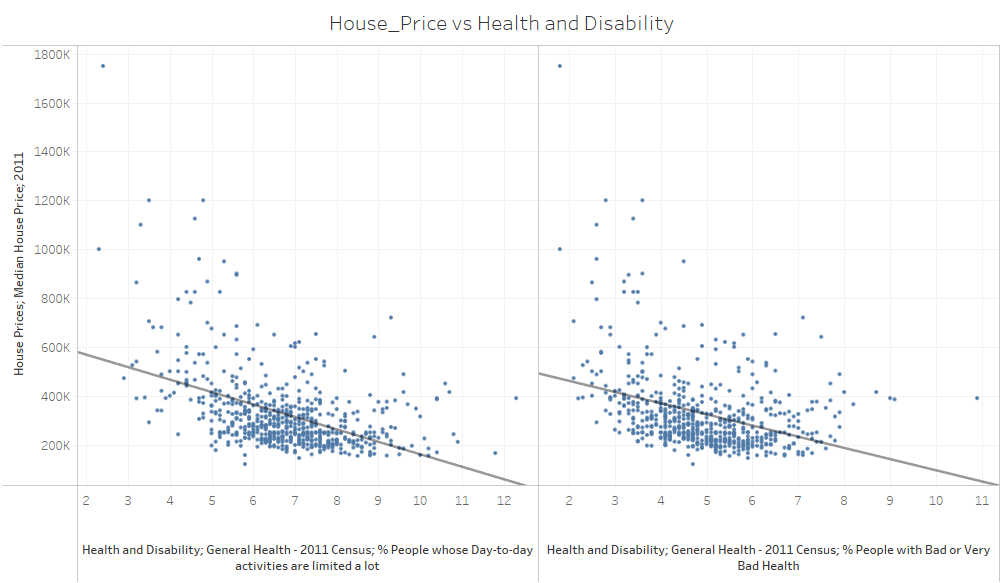 House_Price vs Health and Disability
House Prices; Median House Price; 2011
1800K
1600K
1400K
1200K
1000K
800K
600K
400K
200K
2 3 4 5 6 7 8 9 10 11 12
2 3 4 5 6 7 8 9 10 11
Health and Disability; General Health - 2011 Census; % People whose Day-to-day
activities are limited a lot
Health and Disability; General Health - 2011 Census; % People with Bad or Very
Bad Health